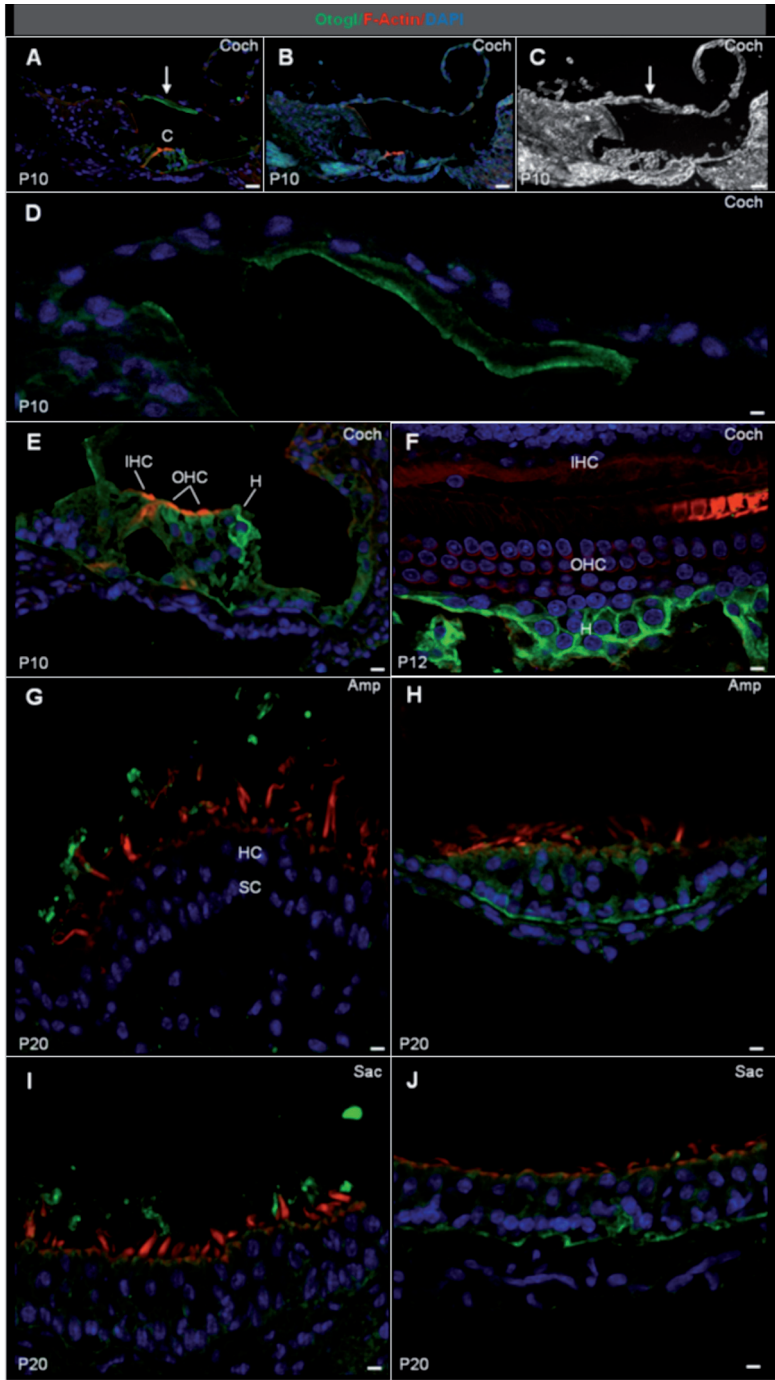 Otogl/F-Actin/DAPI
A Coch
C
P10
B Coch
P10
C Coch
P10
D Coch
P10
E Coch
IHC OHC H
P10
F Coch
IHC
OHC
H
P12
G Amp
HC
SC
P20
H Amp
P20
I Sac
P20
J Sac
P20